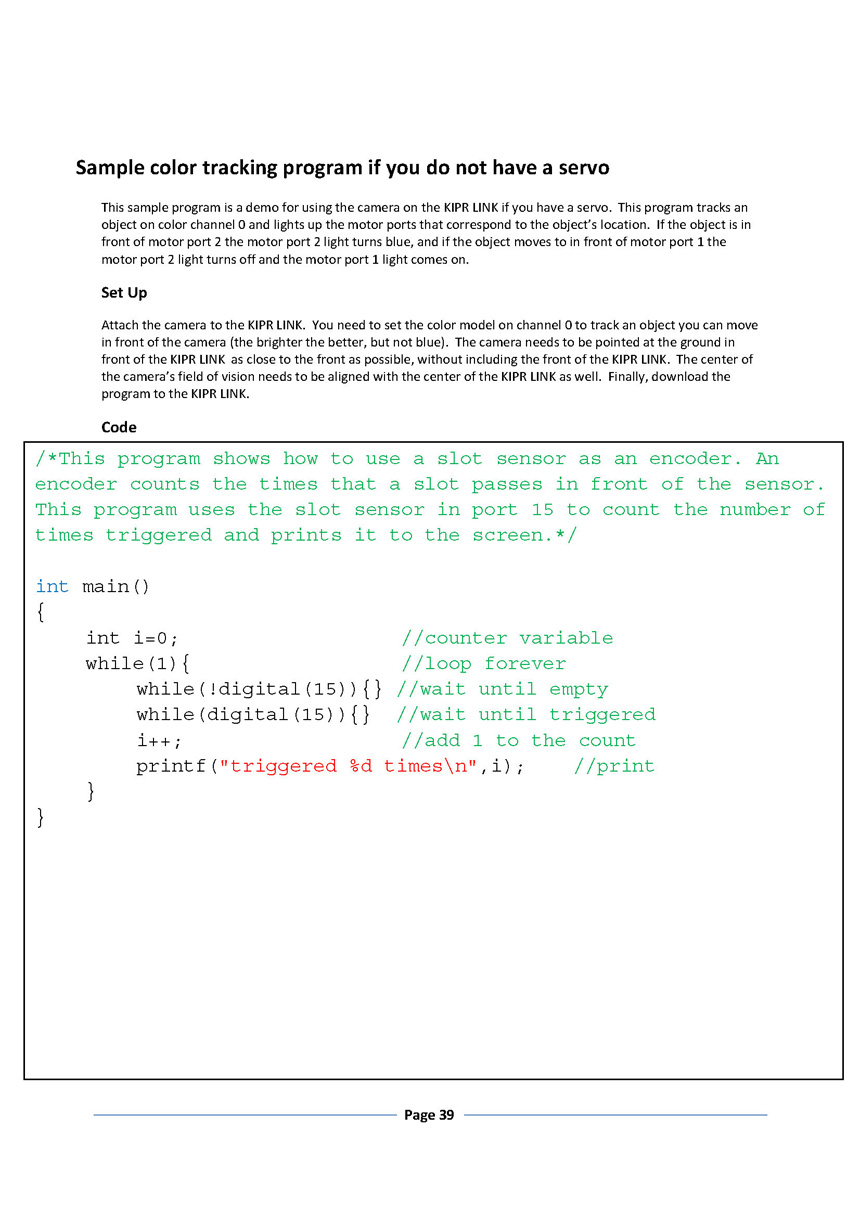 Sample color tracking program if you do not have a servo
This sample program is a demo for using the camera on the KIPR LINK if you have a servo.  This program tracks an
object on color channel 0 and lights up the motor ports that correspond to the object's location.  If the object is in
front of motor port 2 the motor port 2 light turns blue, and if the object moves to in front of motor port 1 the
motor port 2 light turns off and the motor port 1 light comes on.
Set Up
Attach the camera to the KIPR LINK.  You need to set the color model on channel 0 to track an object you can move
in front of the camera (the brighter the better, but not blue).  The camera needs to be pointed at the ground in
front of the KIPR LINK  as close to the front as possible, without including the front of the KIPR LINK.  The center of
the camera's field of vision needs to be aligned with the center of the KIPR LINK as well.  Finally, download the
program to the KIPR LINK.
Code
/*This program shows how to use a slot sensor as an encoder. An
encoder counts the times that a slot passes in front of the sensor.
This program uses the slot sensor in port 15 to count the number of
times triggered and prints it to the screen.*/
int main()
{
int i=0; //counter variable
while(1){ //loop forever
while(!digital(15)){} //wait until empty
while(digital(15)){} //wait until triggered
i++; //add 1 to the count
printf("triggered %d times\n",i); //print
}
}
Page 39